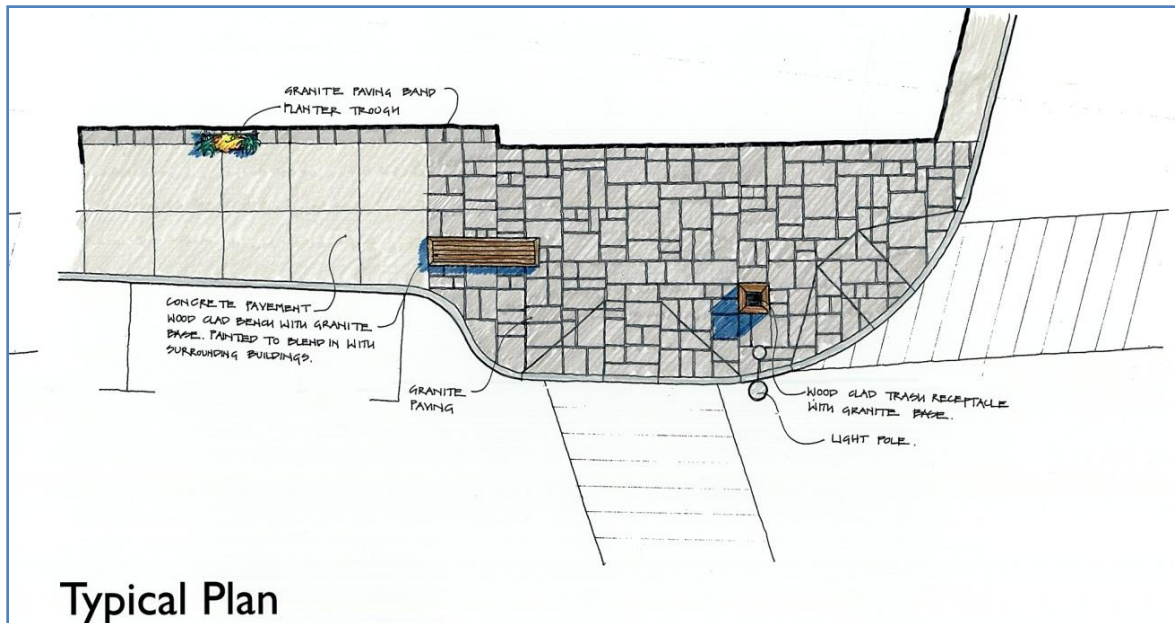 GRANITE PAVING BAND
PLANTER TROUGH
CONCRETE PAVEMENT
WOOD CLAD BENCH WITH GRANITE
BASE. PAINTED TO BLEND IN WITH
SURROUNDING BUILDINGS.
GRANITE
PAVING
WOOD CLAD TRASH RECEPTACLE
WITH GRANITE BASE.
LIGHT POLE.
Typical Plan